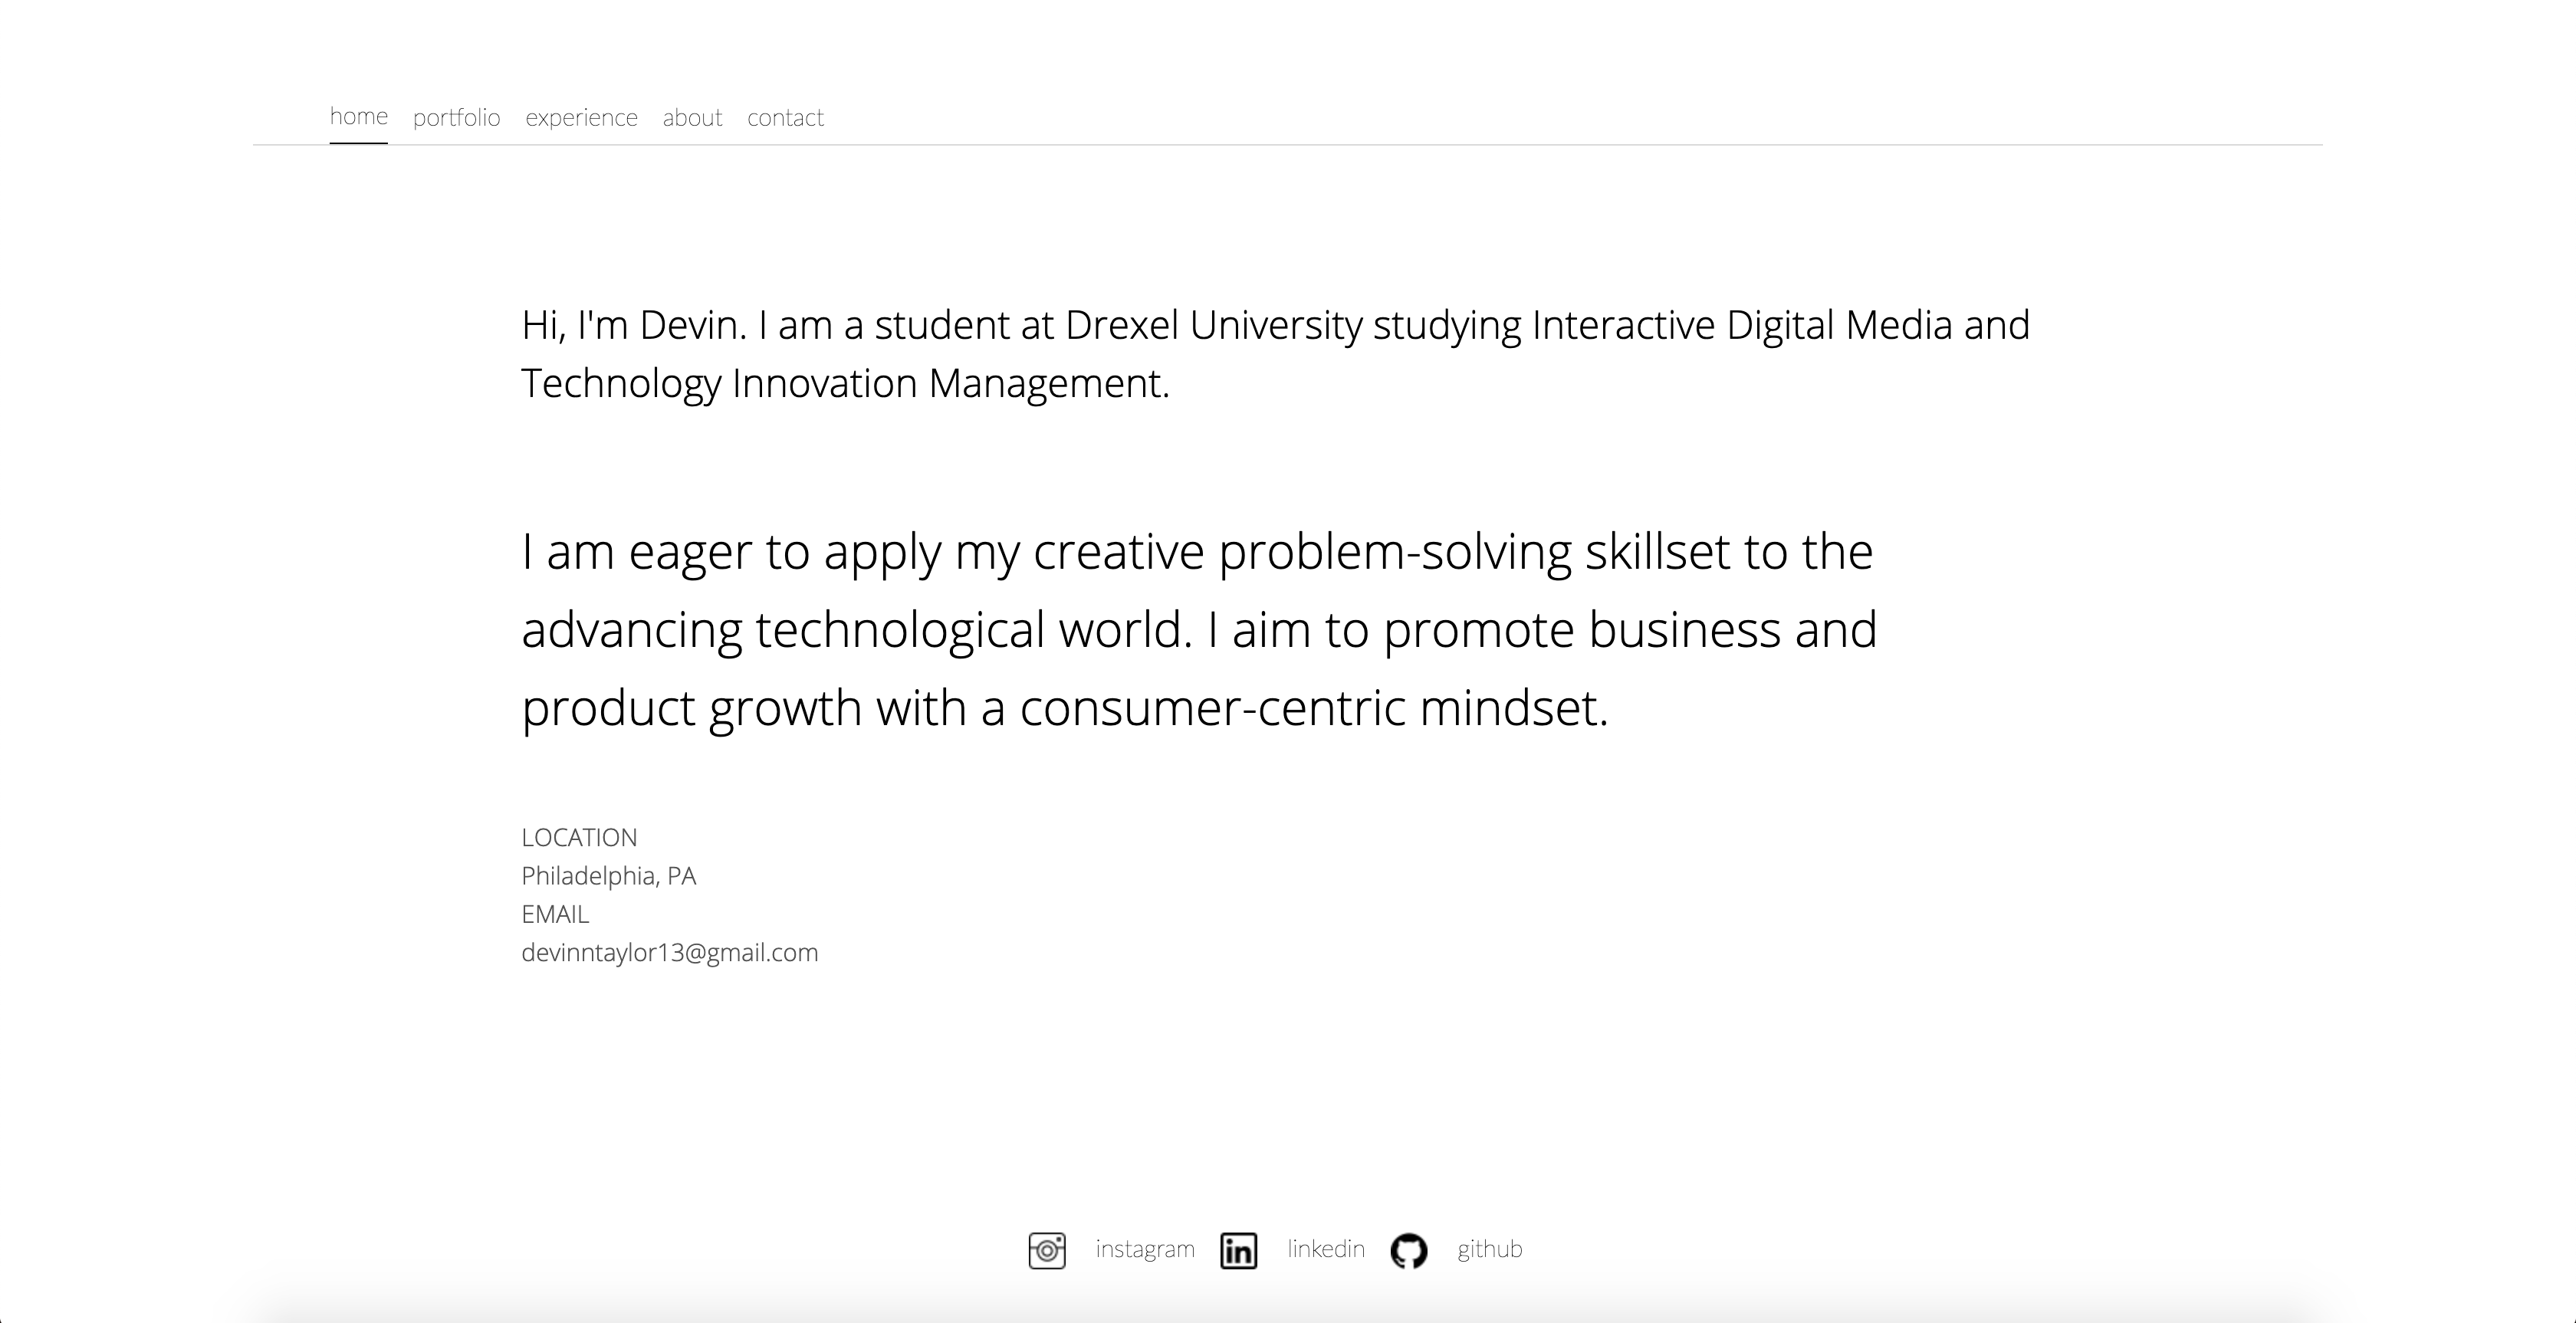 home portfolio experience about contact
Hi, I'm Devin. I am a student at Drexel University studying Interactive Digital Media and
Technology Innovation Management.
I am eager to apply my creative problem-solving skillset to the
advancing technological world. I aim to promote business and
product growth with a consumer-centric mindset.
LOCATION
Philadelphia, PA
EMAIL
devinntaylor13@gmail.com
in
instagram linkedin github